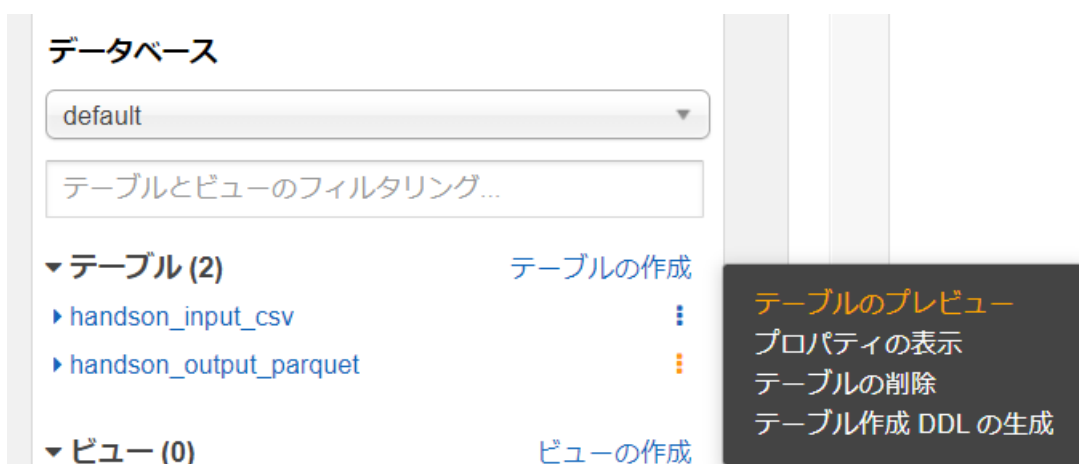 データベース
default
テーブルとビューのフィルタリング...
テーブル (2)
テーブルの作成
handson_input_csv
handson_output_parquet
ビュー (0)
ビューの作成
テーブルのプレビュー
プロパティの表示
テーブルの削除
テーブル作成 DDL の生成